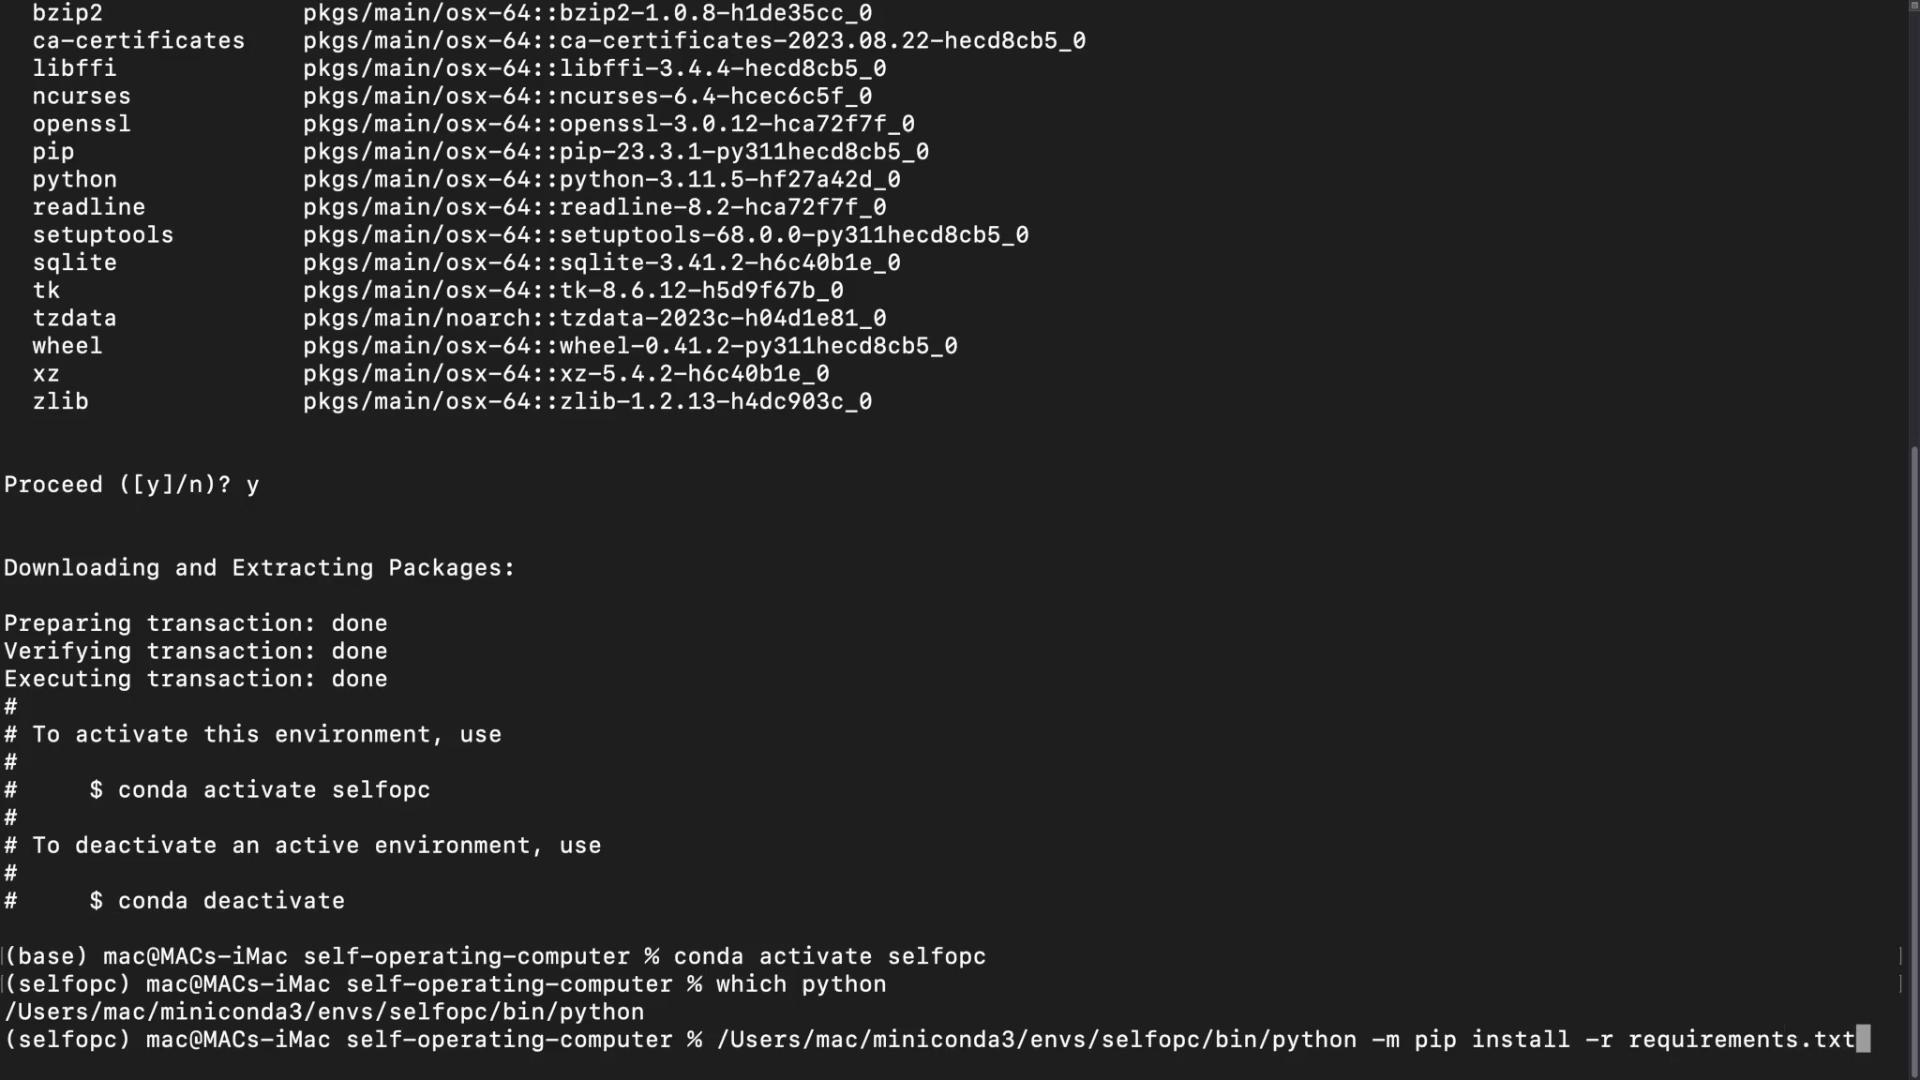 bzip2 pkgs/main/osx-64::bzip2-1.0.8-h1de35cc_0
ca-certificates pkgs/main/osx-64::ca-certificates-2023.08.22-hecd8cb5_0
libffi pkgs/main/osx-64::libffi-3.4.4-hecd8cb5_0
ncurses pkgs/main/osx-64::ncurses-6.4-hcec6c5f_0
openssl pkgs/main/osx-64::openssl-3.0.12-hca72f7f_0
pip pkgs/main/osx-64::pip-23.3.1-py311hecd8cb5_0
python pkgs/main/osx-64::python-3.11.5-hf27a42d_0
readline pkgs/main/osx-64::readline-8.2-hca72f7f_0
setuptools pkgs/main/osx-64::setuptools-68.0.0-py311hecd8cb5_0
sqlite pkgs/main/osx-64::sqlite-3.41.2-h6c40b1e_0
tk pkgs/main/osx-64::tk-8.6.12-h5d9f67b_0
tzdata pkgs/main/noarch::tzdata-2023c-h04d1e81_0
wheel pkgs/main/osx-64::wheel-0.41.2-py311hecd8cb5_0
xz pkgs/main/osx-64::xz-5.4.2-h6c40b1e_0
zlib pkgs/main/osx-64::zlib-1.2.13-h4dc903c_0
Proceed ([y]/n)? y
Downloading and Extracting Packages:
Preparing transaction: done
Verifying transaction: done
Executing transaction: done
#
# To activate this environment, use
#
# $ conda activate selfopc
#
# To deactivate an active environment, use
#
# $ conda deactivate
(base) mac@MACs-iMac self-operating-computer % conda activate selfopc
(selfopc) mac@MACs-iMac self-operating-computer % which python
/Users/mac/miniconda3/envs/selfopc/bin/python
(selfopc) mac@MACs-iMac self-operating-computer % /Users/mac/miniconda3/envs/selfopc/bin/python -m pip install -r requirements.txt